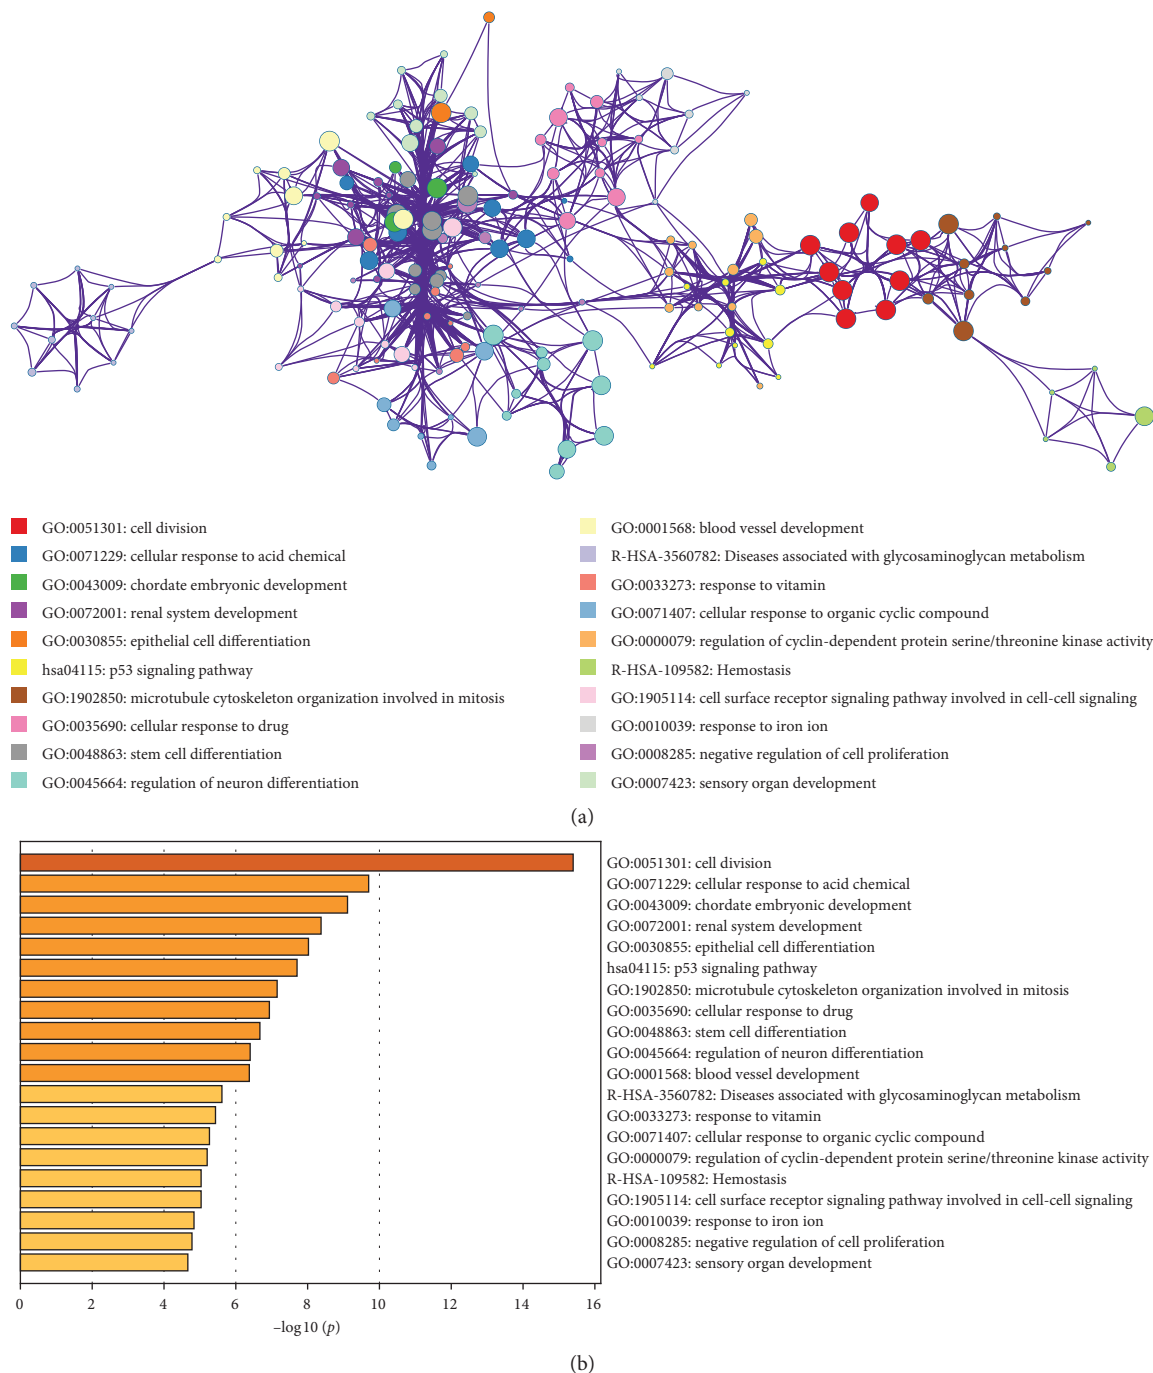 GO:0051301: cell division
GO:0071229: cellular response to acid chemical
GO:0043009: chordate embryonic development
GO:0072001: renal system development
GO:0030855: epithelial cell differentiation
hsa04115: p53 signaling pathway
GO:1902850: microtubule cytoskeleton organization involved in mitosis
GO:0035690: cellular response to drug
GO:0048863: stem cell differentiation
GO:0045664: regulation of neuron differentiation
GO:0001568: blood vessel development
R-HSA-3560782: Diseases associated with glycosaminoglycan metabolism
GO:0033273: response to vitamin
GO:0071407: cellular response to organic cyclic compound
GO:0000079: regulation of cyclin-dependent protein serine/threonine kinase activity
R-HSA-109582: Hemostasis
GO:1905114: cell surface receptor signaling pathway involved in cell-cell signaling
GO:0010039: response to iron ion
GO:0008285: negative regulation of cell proliferation
GO:0007423: sensory organ development
(a)
GO:0051301: cell division
GO:0071229: cellular response to acid chemical
GO:0043009: chordate embryonic development
GO:0072001: renal system development
GO:0030855: epithelial cell differentiation
hsa04115: p53 signaling pathway
GO:1902850: microtubule cytoskeleton organization involved in mitosis
GO:0035690: cellular response to drug
GO:0048863: stem cell differentiation
GO:0045664: regulation of neuron differentiation
GO:0001568: blood vessel development
R-HSA-3560782: Diseases associated with glycosaminoglycan metabolism
GO:0033273: response to vitamin
GO:0071407: cellular response to organic cyclic compound
GO:0000079: regulation of cyclin-dependent protein serine/threonine kinase activity
R-HSA-109582: Hemostasis
GO:1905114: cell surface receptor signaling pathway involved in cell-cell signaling
GO:0010039: response to iron ion
GO:0008285: negative regulation of cell proliferation
GO:0007423: sensory organ development
0 2 4 6 8 10 12 14 16
–log10 (p)
(b)